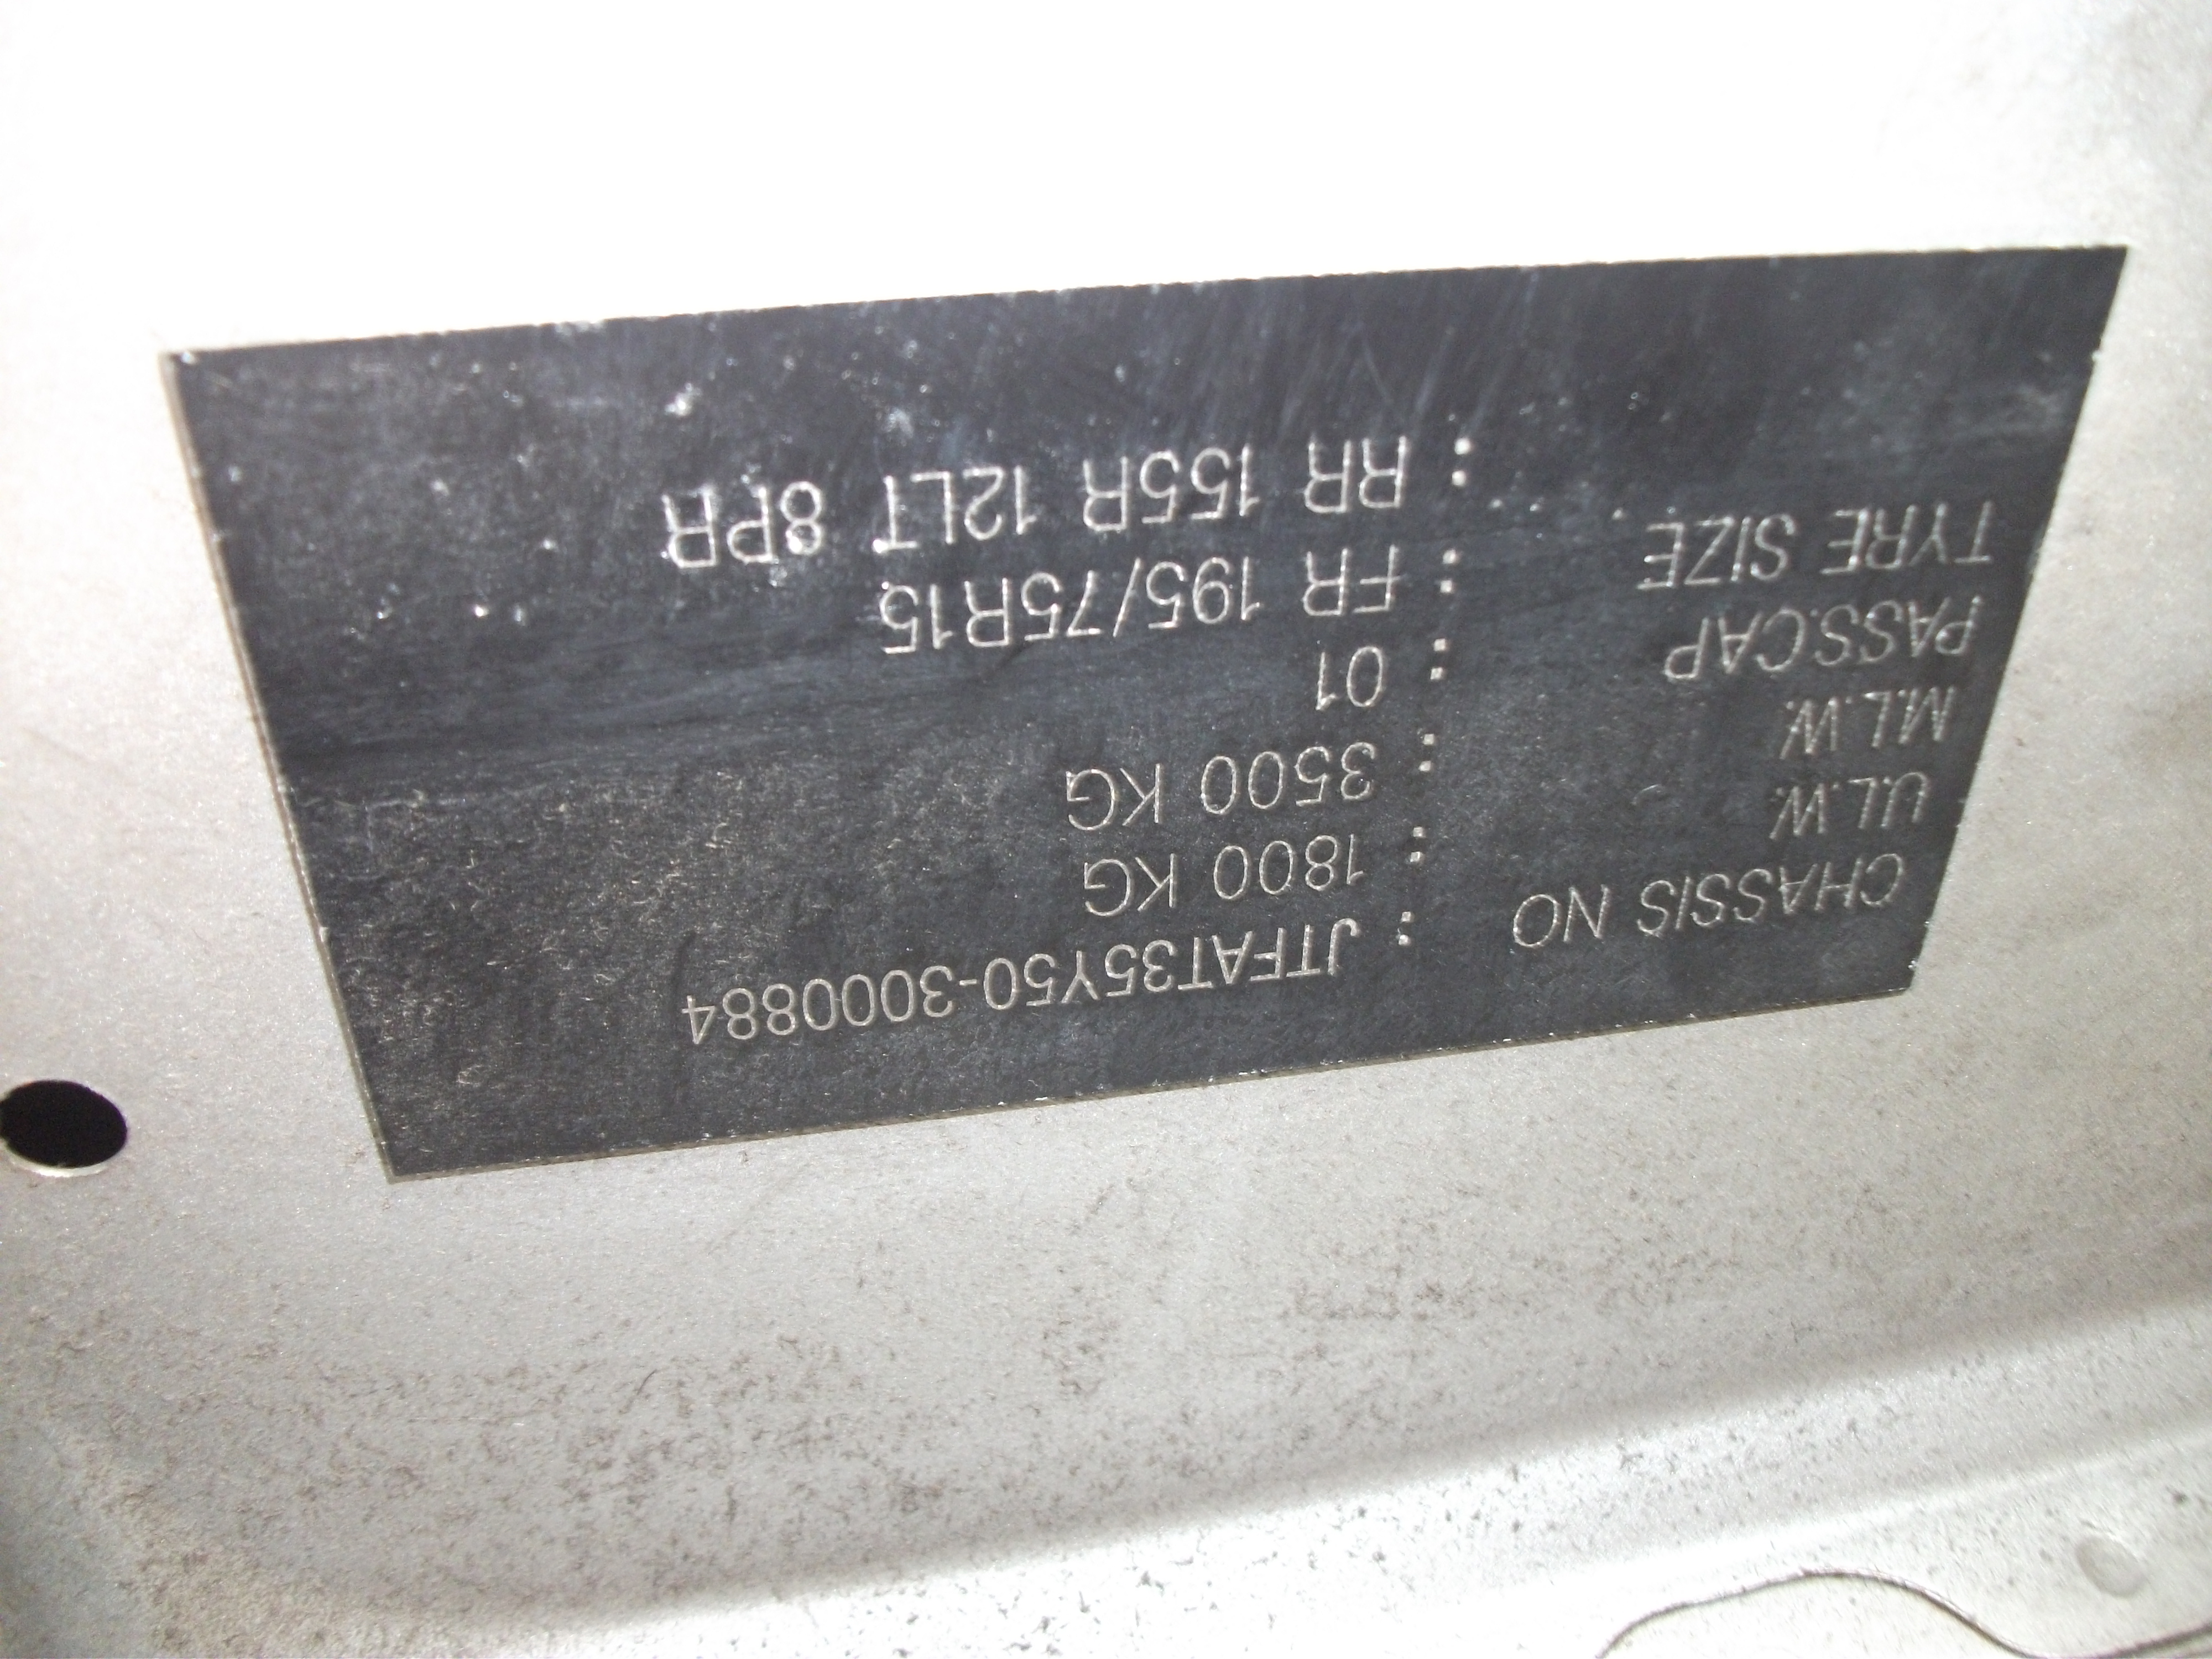 CHASSIS NO : JTFAT35Y50-3000884
U.L.W. : 1800 KG
M.L.W. : 3500 KG
PASS.CAP : 01
TYRE SIZE : FR 195/75R15
: RR 155R 12LT 8PR